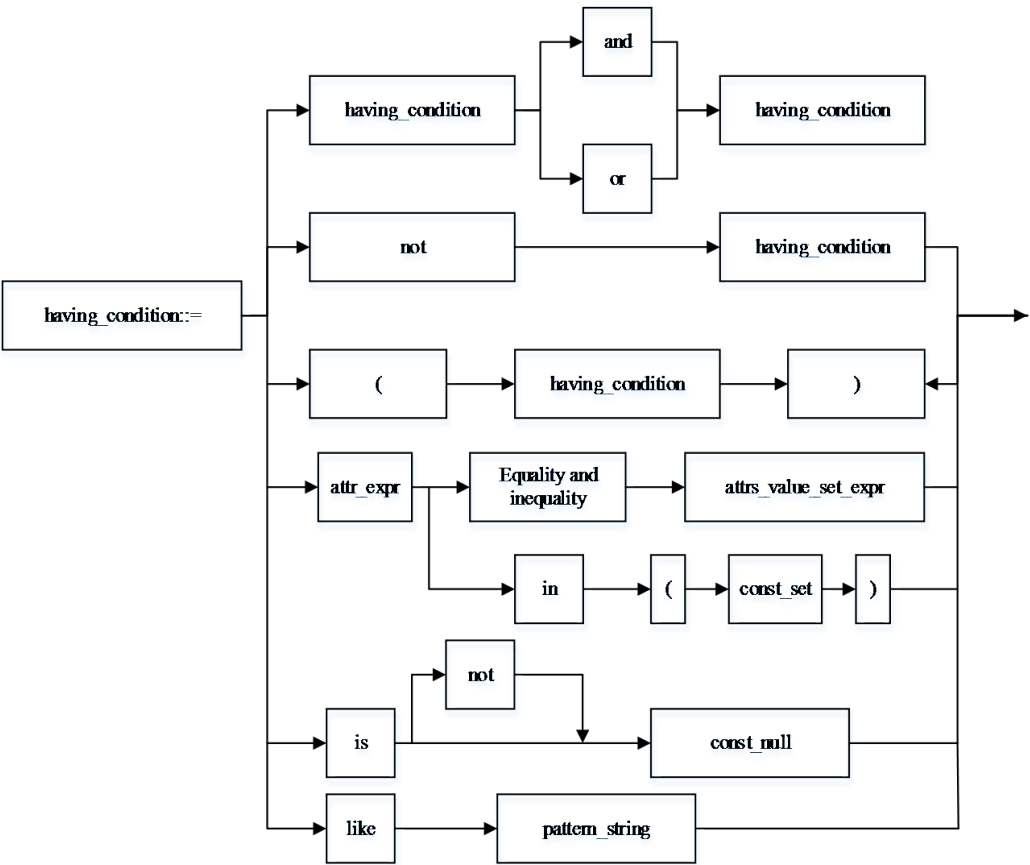 and
having_condition
having_condition
or
not
having_condition
having_condition::=
(
having_condition
)
attr_expr
Equality and
inequality
attrs_value_set_expr
in
(
const_set
)
not
is
const_null
like
pattern_string